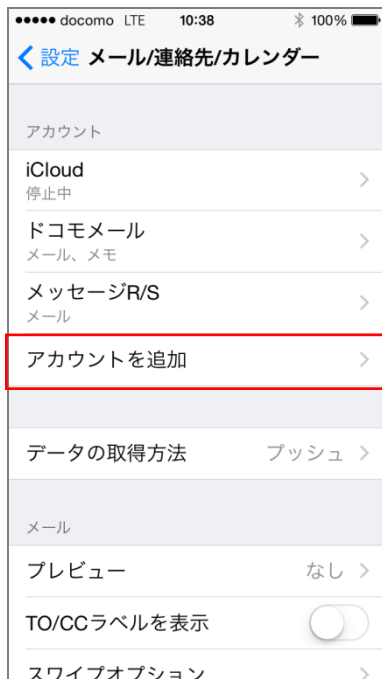 docomo LTE 10:38 100%
設定 メール/連絡先/カレンダー
アカウント
iCloud
停止中
ドコモメール
メール、メモ
メッセージR/S
メール
アカウントを追加
データの取得方法 プッシュ
メール
プレビュー なし
TO/CCラベルを表示
スワイプオプション